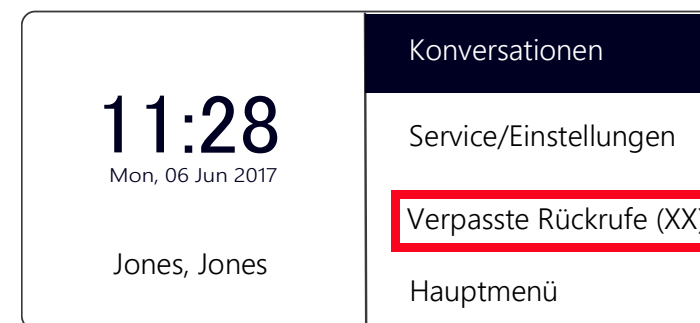 11:28
Mon, 06 Jun 2017
Jones, Jones
Konversationen
Service/Einstellungen
Verpasste Rückrufe (XX)
Hauptmenü